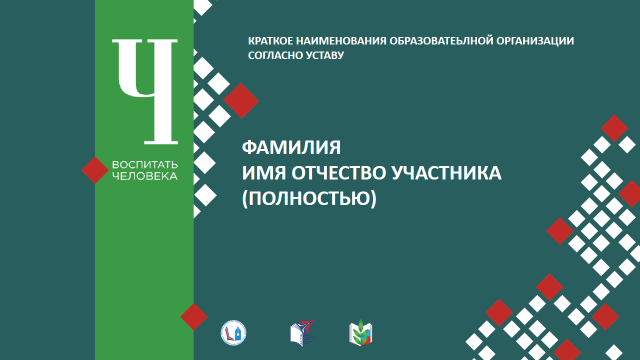 КРАТКОЕ НАИМЕНОВАНИЯ ОБРАЗОВАТЕЬЛНОЙ ОРГАНИЗАЦИИ
СОГЛАСНО УСТАВУ
Ч
ВОСПИТАТЬ
ЧЕЛОВЕКА
ФАМИЛИЯ
ИМЯ ОТЧЕСТВО УЧАСТНИКА
(ПОЛНОСТЬЮ)